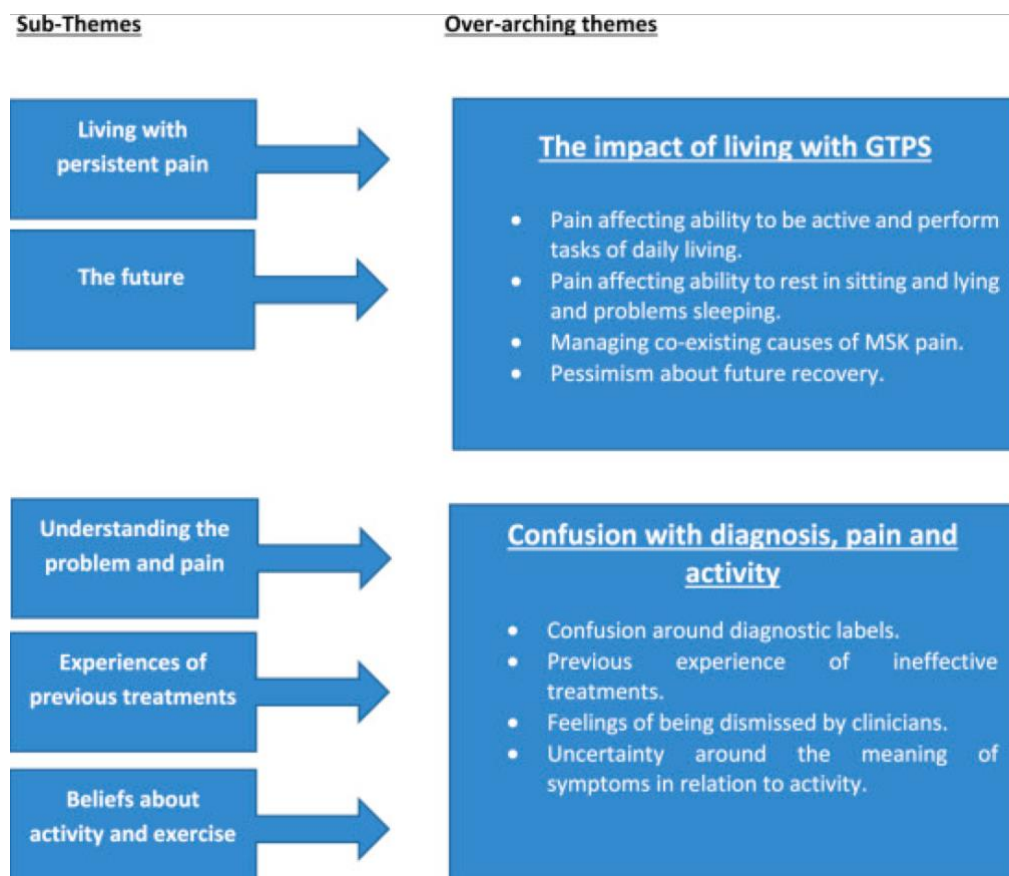 Sub-Themes
Over-arching themes
Living with
persistent pain
The future
The impact of living with GTPS
• Pain affecting ability to be active and perform
tasks of daily living.
• Pain affecting ability to rest in sitting and lying
and problems sleeping.
• Managing co-existing causes of MSK pain.
• Pessimism about future recovery.
Understanding the
problem and pain
Experiences of
previous treatments
Beliefs about
activity and exercise
Confusion with diagnosis, pain and
activity
• Confusion around diagnostic labels.
• Previous experience of ineffective
treatments.
• Feelings of being dismissed by clinicians.
• Uncertainty around the meaning of
symptoms in relation to activity.